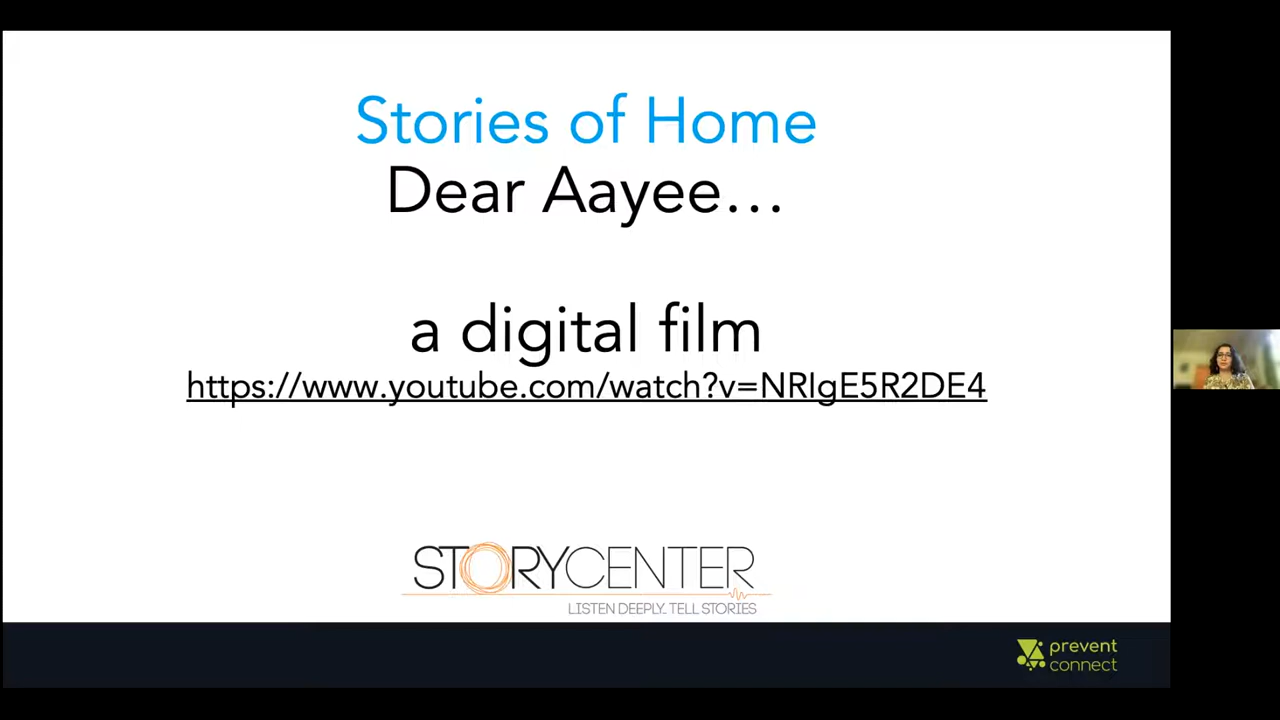 Stories of Home
Dear Aayee...
a digital film
https://www.youtube.com/watch?v=NRIgE5R2DE4
STORYCENTER
LISTEN DEEPLY. TELL STORIES
prevent
connect